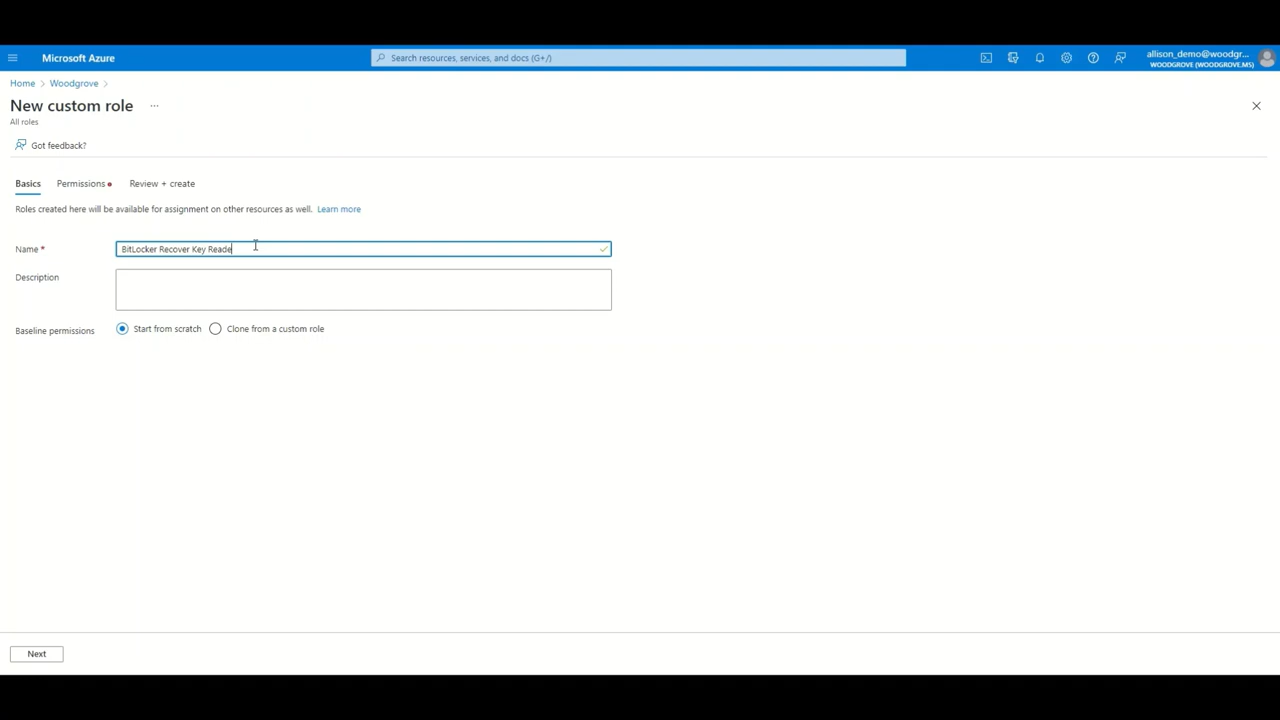 Microsoft Azure
Search resources, services, and docs (G+/)
allison_demo@woodgr...
WOODGROVE (WOODGROVE.MS)
Home > Woodgrove >
New custom role ...
All roles
Got feedback?
Basics Permissions Review + create
Roles created here will be available for assignment on other resources as well. Learn more
Name * BitLocker Recover Key Reade
Description
Baseline permissions Start from scratch Clone from a custom role
Next